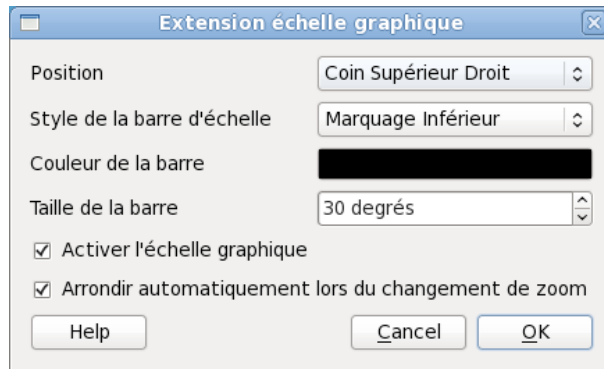 Extension échelle graphique
Position Coin Supérieur Droit
Style de la barre d'échelle Marquage Inférieur
Couleur de la barre
Taille de la barre 30 degrés
Activer l'échelle graphique
Arrondir automatiquement lors du changement de zoom
Help Cancel OK